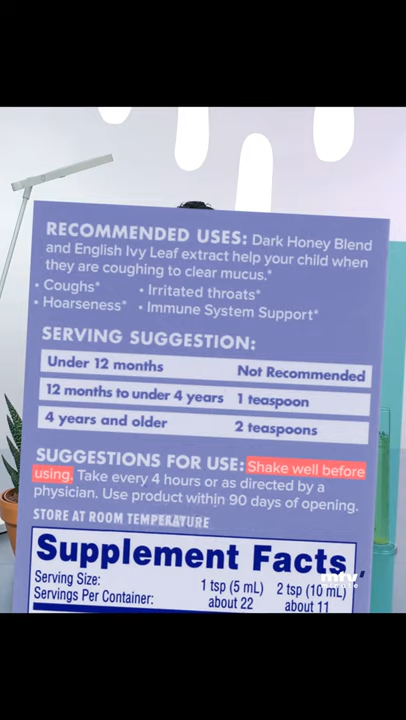 RECOMMENDED USES: Dark Honey Blend
and English Ivy Leaf extract help your child when
they are coughing to clear mucus.*
• Coughs* • Irritated throats*
• Hoarseness* • Immune System Support*
SERVING SUGGESTION:
Under 12 months Not Recommended
12 months to under 4 years 1 teaspoon
4 years and older 2 teaspoons
SUGGESTIONS FOR USE: Shake well before
using. Take every 4 hours or as directed by a
physician. Use product within 90 days of opening.
STORE AT ROOM TEMPERATURE
Supplement Facts
Serving Size: 1 tsp (5 mL) 2 tsp (10 mL)
Servings Per Container: about 22 about 11